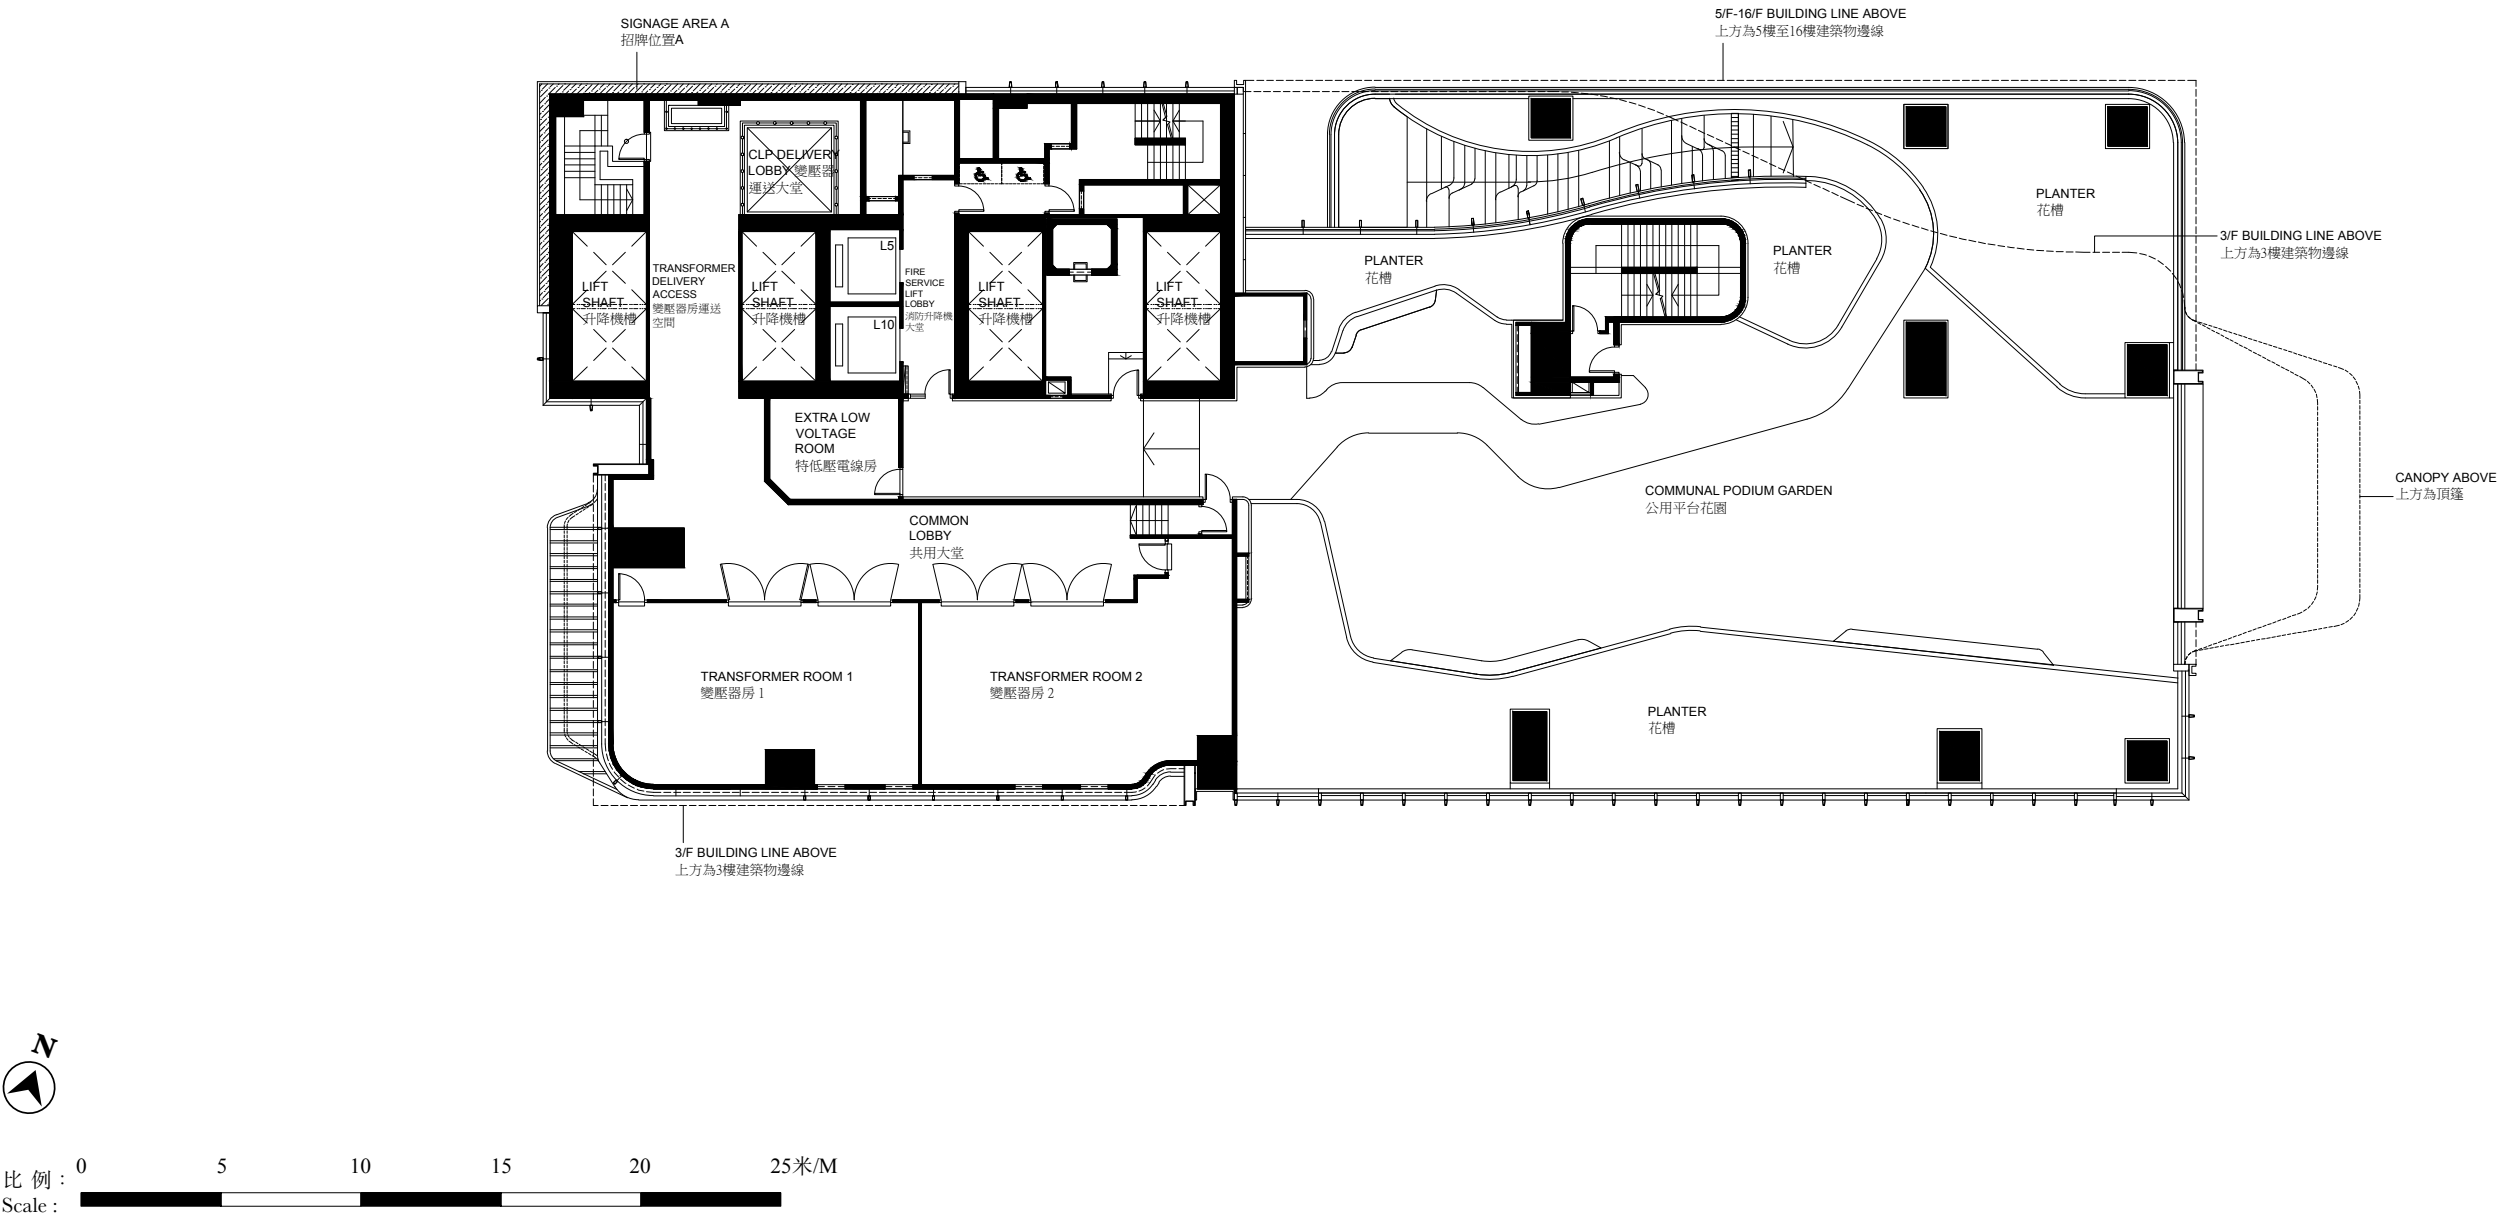 SIGNAGE AREA A
招牌位置A
5/F-16/F BUILDING LINE ABOVE
上方為5樓至16樓建築物邊線
CLP DELIVERY
LOBBY 變壓器
運送大堂
PLANTER
花槽
3/F BUILDING LINE ABOVE
上方為3樓建築物邊線
PLANTER
花槽
PLANTER
花槽
L5
L10
FIRE
SERVICE
LIFT
LOBBY
消防升降機
大堂
TRANSFORMER
DELIVERY
ACCESS
變壓器房運送
空間
LIFT
SHAFT
升降機槽
LIFT
SHAFT
升降機槽
LIFT
SHAFT
升降機槽
LIFT
SHAFT
升降機槽
EXTRA LOW
VOLTAGE
ROOM
特低壓電線房
COMMUNAL PODIUM GARDEN
公用平台花園
CANOPY ABOVE
上方為頂篷
COMMON
LOBBY
共用大堂
TRANSFORMER ROOM 1
變壓器房 1
TRANSFORMER ROOM 2
變壓器房 2
PLANTER
花槽
3/F BUILDING LINE ABOVE
上方為3樓建築物邊線
N
0 5 10 15 20 25米/M
比 例 :
Scale :